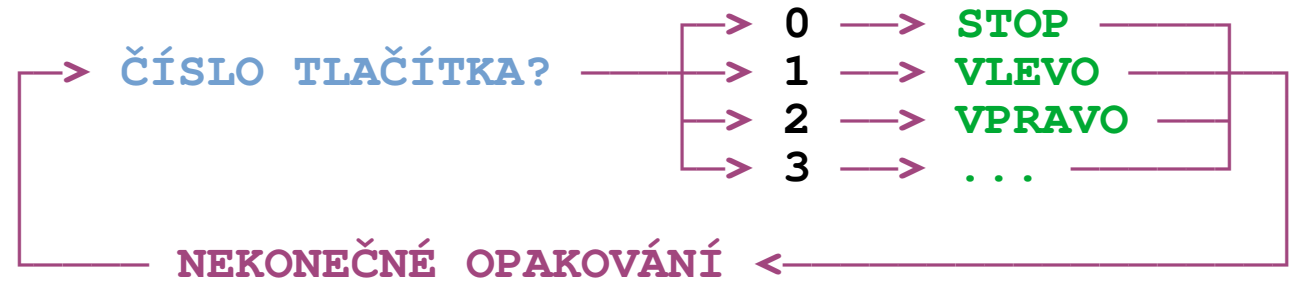 0 STOP
ČÍSLO TLAČÍTKA? 1 VLEVO
2 VPRAVO
3 ...
NEKONEČNÉ OPAKOVÁNÍ